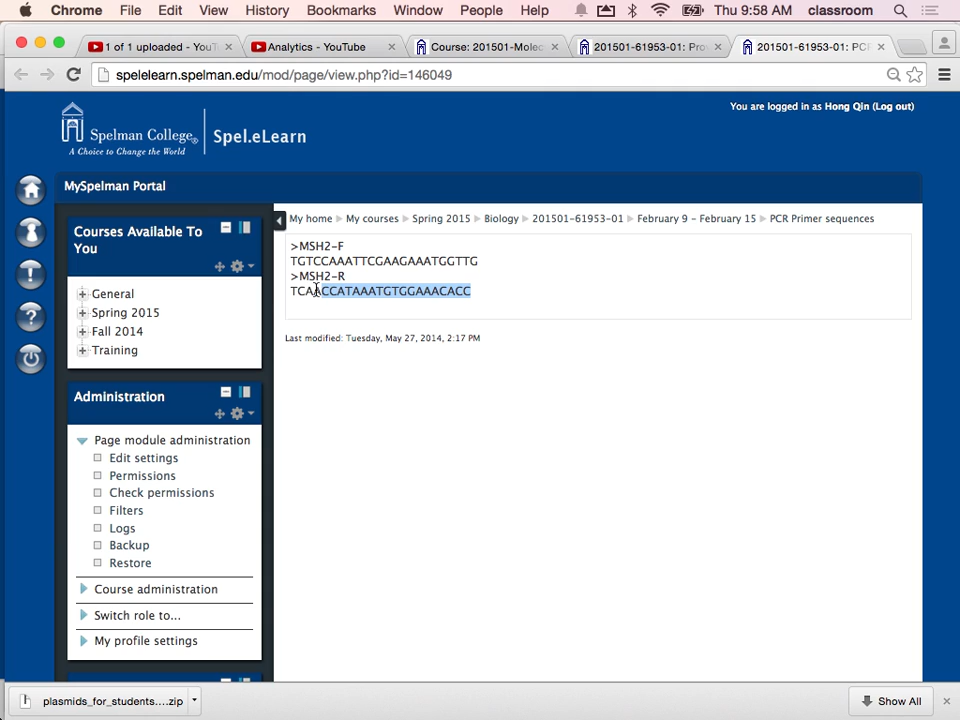 Chrome File Edit View History Bookmarks Window People Help Thu 9:58 AM classroom
1 of 1 uploaded - YouT
Analytics - YouTube
Course: 201501-Molec
201501-61953-01: Pro
201501-61953-01: PCR
spelelearn.spelman.edu/mod/page/view.php?id=146049
You are logged in as Hong Qin (Log out)
Spelman College
A Choice to Change the World
Spel.eLearn
MySpelman Portal
Courses Available To You
General
Spring 2015
Fall 2014
Training
Administration
Page module administration
Edit settings
Permissions
Check permissions
Filters
Logs
Backup
Restore
Course administration
Switch role to...
My profile settings
My home My courses Spring 2015 Biology 201501-61953-01 February 9 - February 15 PCR Primer sequences
>MSH2-F
TGTCCAAATTCGAAGAAATGGTTG
>MSH2-R
TCAACCATAAATGTGGAAACACC
Last modified: Tuesday, May 27, 2014, 2:17 PM
plasmids_for_students....zip
Show All